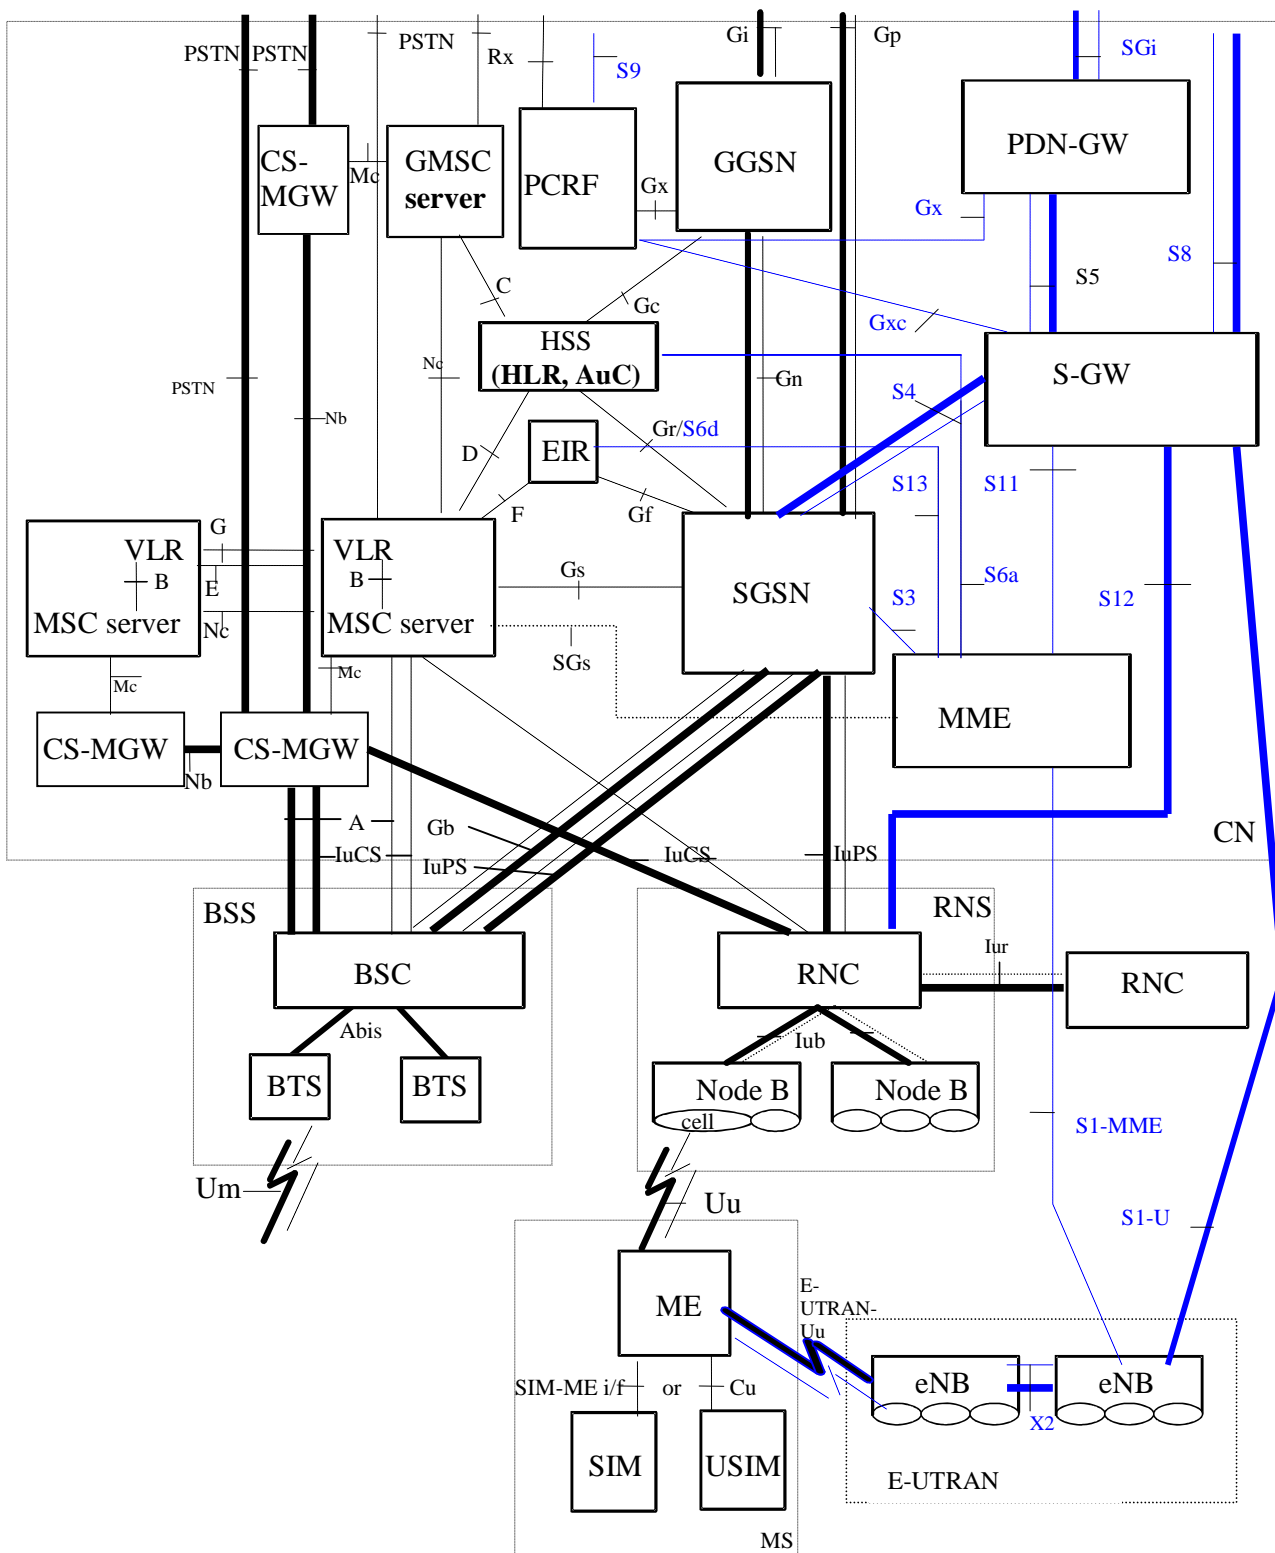 PSTN
PSTN
PSTN
Rx
S9
Gi
Gp
SGi
CS-
MGW
Mc
GMSC
server
PCRF
Gx
GGSN
PDN-GW
Gx
S8
S5
C
Gc
Gxc
HSS
(HLR, AuC)
Nc
PSTN
Nb
Gn
S4
S-GW
D
EIR
Gr/S6d
F
Gf
S13
S11
G
VLR
B
E
MSC server
Nc
VLR
B
MSC server
Gs
SGs
SGSN
S3
S6a
S12
Mc
Mc
CS-MGW
Nb
CS-MGW
MME
A
Gb
IuCS
IuPS
IuCS
IuPS
CN
BSS
RNS
BSC
RNC
Iur
RNC
Abis
Iub
BTS
BTS
Node B
cell
Node B
S1-MME
Um
Uu
S1-U
ME
E-
UTRAN-
Uu
SIM-ME i/f
or
Cu
eNB
X2
eNB
SIM
USIM
E-UTRAN
MS